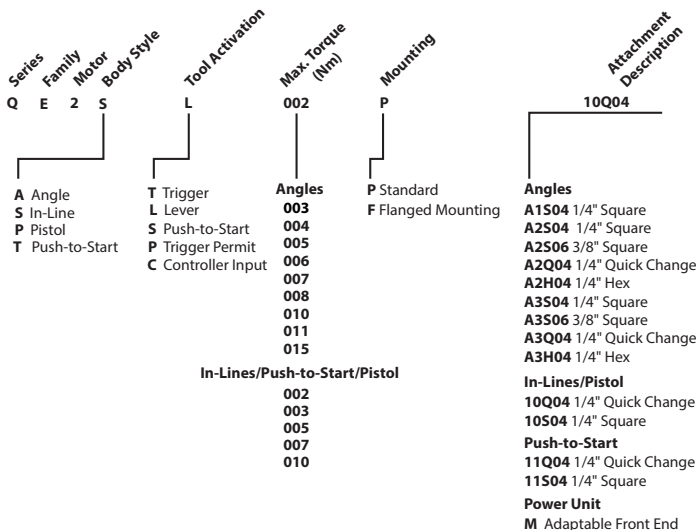 Series
Family
Motor
Body Style
Tool Activation
Max. Torque
(Nm)
Mounting
Attachment
Description
Q E 2 S L 002 P 10Q04
A Angle
S In-Line
P Pistol
T Push-to-Start
T Trigger
L Lever
S Push-to-Start
P Trigger Permit
C Controller Input
Angles
003
004
005
006
007
008
010
011
015
In-Lines/Push-to-Start/Pistol
002
003
005
007
010
P Standard
F Flanged Mounting
Angles
A1S04 1/4" Square
A2S04 1/4" Square
A2S06 3/8" Square
A2Q04 1/4" Quick Change
A2H04 1/4" Hex
A3S04 1/4" Square
A3S06 3/8" Square
A3Q04 1/4" Quick Change
A3H04 1/4" Hex
In-Lines/Pistol
10Q04 1/4" Quick Change
10S04 1/4" Square
Push-to-Start
11Q04 1/4" Quick Change
11S04 1/4" Square
Power Unit
M Adaptable Front End